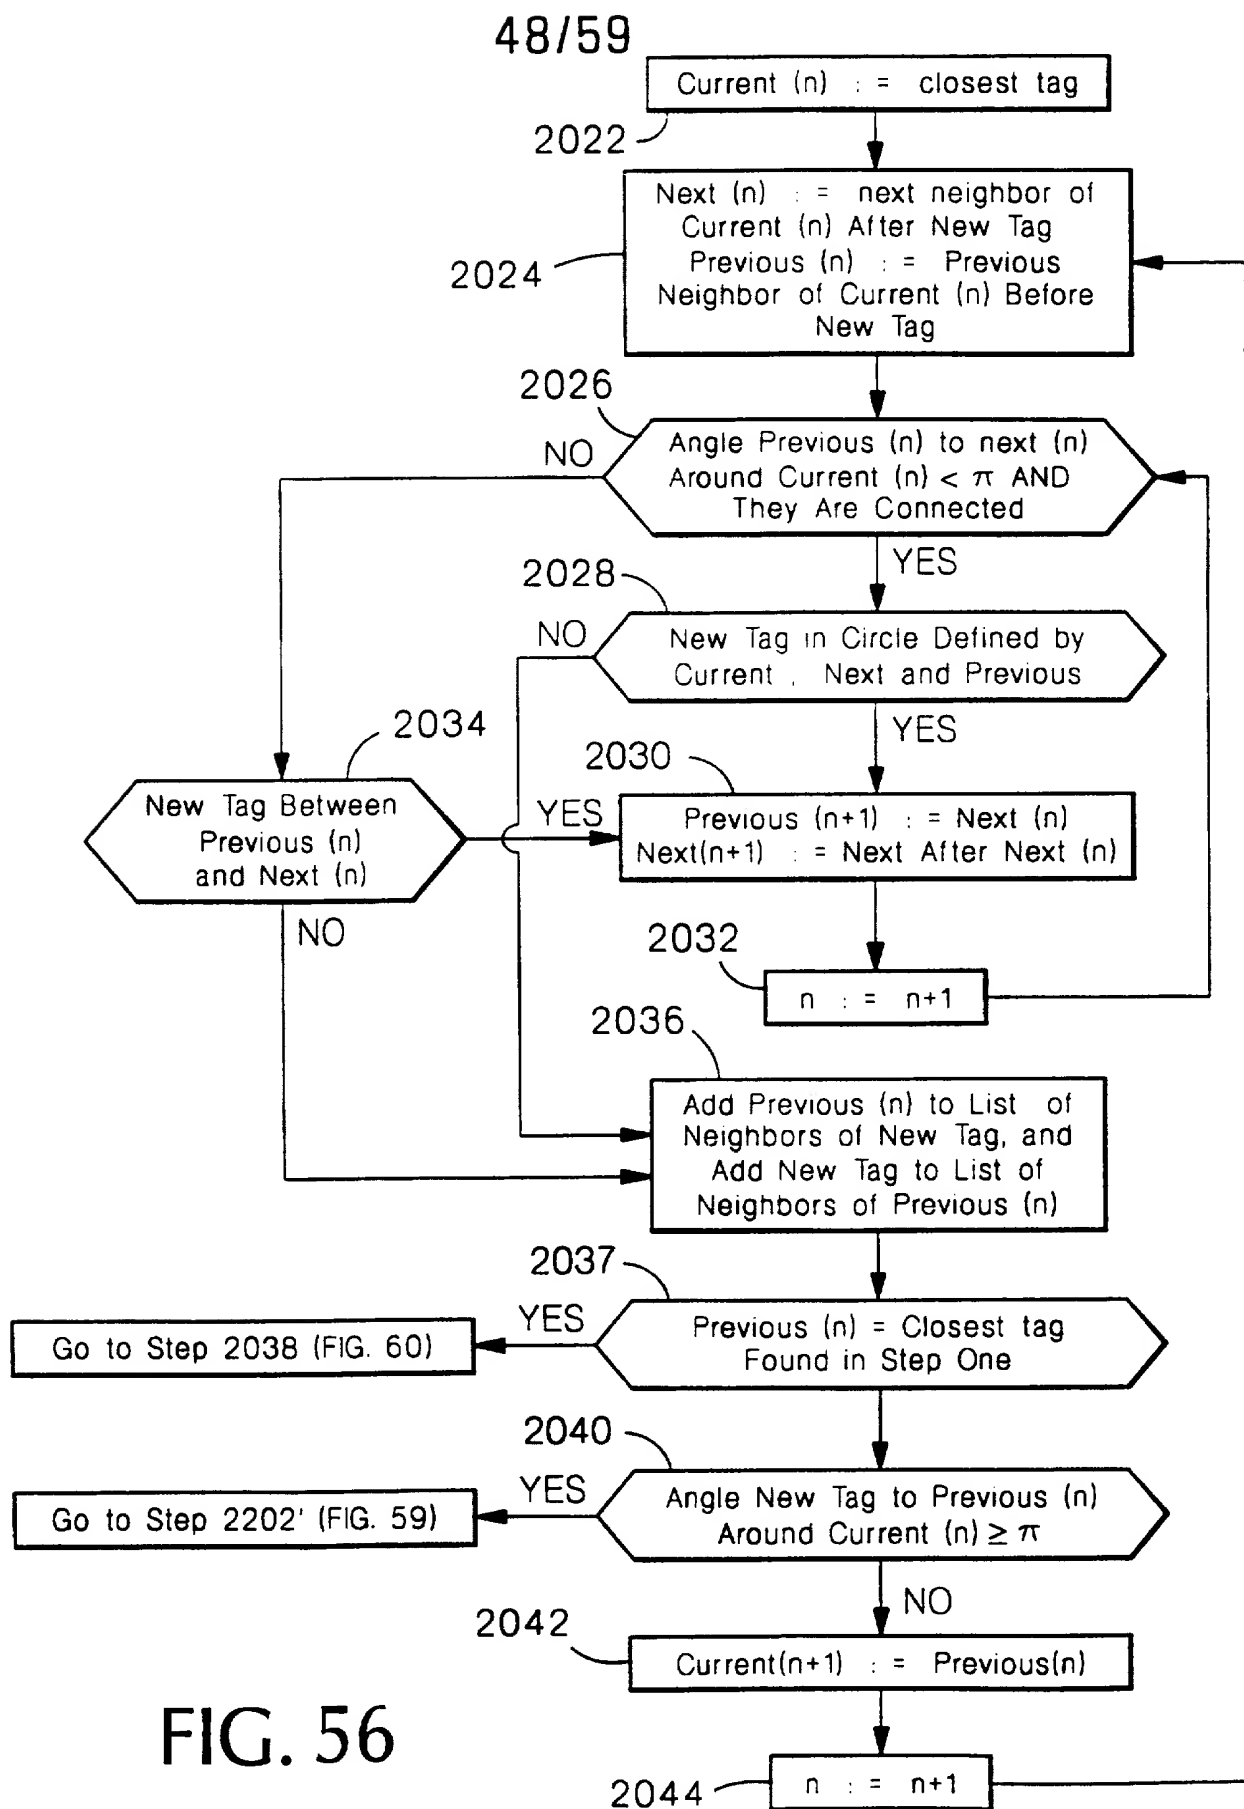 48/59
Current (n) := closest tag
2022
Next (n) := next neighbor of
Current (n) After New Tag
Previous (n) := Previous
Neighbor of Current (n) Before
New Tag
2024
2026
Angle Previous (n) to next (n)
Around Current (n) < π AND
They Are Connected
NO
YES
2028
New Tag in Circle Defined by
Current , Next and Previous
NO
YES
2034
New Tag Between
Previous (n)
and Next (n)
YES
NO
2030
Previous (n+1) := Next (n)
Next(n+1) := Next After Next (n)
2032
n := n+1
2036
Add Previous (n) to List of
Neighbors of New Tag, and
Add New Tag to List of
Neighbors of Previous (n)
2037
Previous (n) = Closest tag
Found in Step One
YES
Go to Step 2038 (FIG. 60)
2040
Angle New Tag to Previous (n)
Around Current (n) ≥ π
YES
Go to Step 2202' (FIG. 59)
NO
2042
Current(n+1) := Previous(n)
2044
n := n+1
FIG. 56